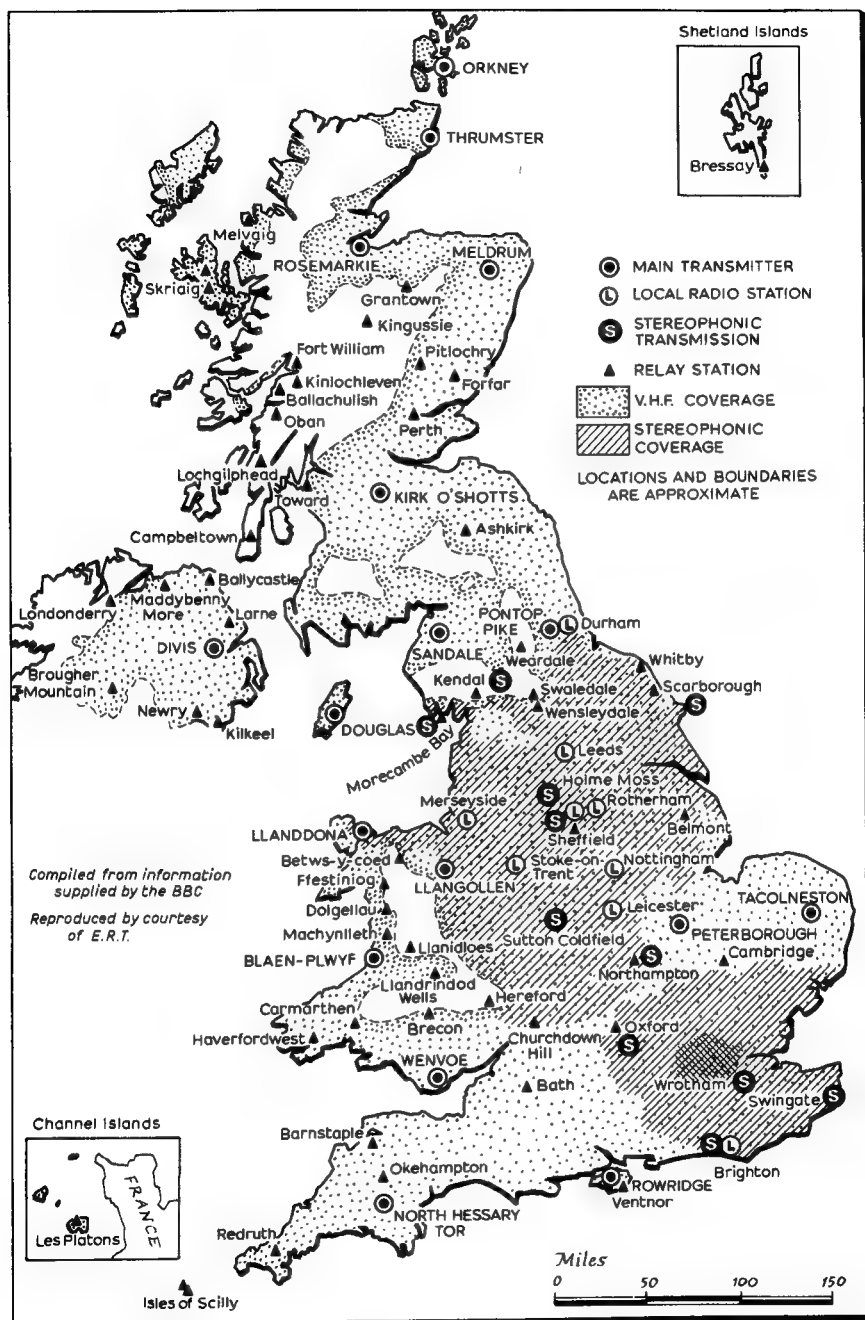 Shetland Islands
ORKNEY
THRUMSTER
Bressay
Melvaig
ROSEMARKIE
MELDRUM
Skriaig
Grantown
Kingussie
MAIN TRANSMITTER
L LOCAL RADIO STATION
S STEREOPHONIC
TRANSMISSION
RELAY STATION
V.H.F. COVERAGE
STEREOPHONIC
COVERAGE
LOCATIONS AND BOUNDARIES
ARE APPROXIMATE
Fort William
Pitlochry
Kinlochleven
Forfar
Ballachulish
Oban
Perth
Lochgilphead
Toward
KIRK O'SHOTTS
Ashkirk
Campbeltown
Ballycastle
Londonderry
Maddybenny
More
Larne
DIVIS
Brougher
Mountain
Newry
Kilkeel
SANDALE
PONTOP
PIKE
L Durham
Weardale
Whitby
Kendal
S
Swaledale
Scarborough
S
Wensleydale
DOUGLAS
S
Morecambe Bay
L Leeds
Holme Moss
S
Merseyside
L
S L L Rotherham
Sheffield
Belmont
LLANDDONA
Betws-y-coed
L Stoke-on-
Trent
L Nottingham
Ffestiniog
LLANGOLLEN
Dolgellau
L Leicester
TACOLNESTON
S
Sutton Coldfield
PETERBOROUGH
Machynlleth
Llanidloes
S
Northampton
Cambridge
BLAEN-PLWYF
Llandrindod
Wells
Hereford
Carmarthen
Brecon
Haverfordwest
Churchdown
Hill
Oxford
S
WENVOE
Bath
Wrotham
S
Swingate
S
Barnstaple
S L
Brighton
Okehampton
ROWRIDGE
Ventnor
NORTH HESSARY
TOR
Redruth
Isles of Scilly
Compiled from information
supplied by the BBC
Reproduced by courtesy
of E.R.T.
Channel Islands
FRANCE
Les Platons
Miles
0 50 100 150